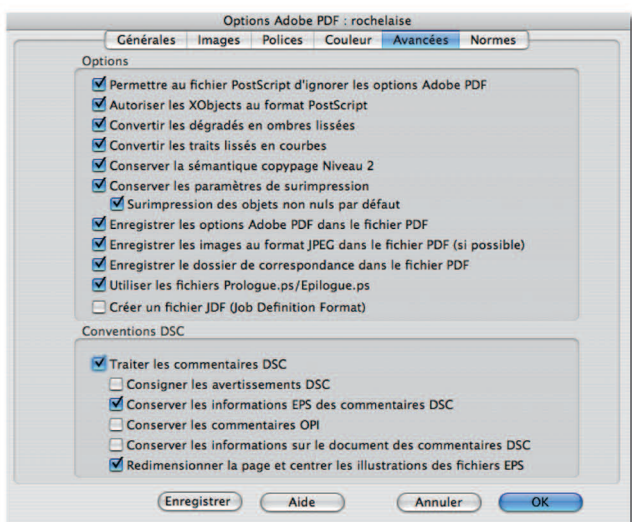 Options Adobe PDF : rochelaise
Générales Images Polices Couleur Avancées Normes
Options
Permettre au fichier PostScript d'ignorer les options Adobe PDF
Autoriser les XObjects au format PostScript
Convertir les dégradés en ombres lissées
Convertir les traits lissés en courbes
Conserver la sémantique copypage Niveau 2
Conserver les paramètres de surimpression
Surimpression des objets non nuls par défaut
Enregistrer les options Adobe PDF dans le fichier PDF
Enregistrer les images au format JPEG dans le fichier PDF (si possible)
Enregistrer le dossier de correspondance dans le fichier PDF
Utiliser les fichiers Prologue.ps/Epilogue.ps
Créer un fichier JDF (Job Definition Format)
Conventions DSC
Traiter les commentaires DSC
Consigner les avertissements DSC
Conserver les informations EPS des commentaires DSC
Conserver les commentaires OPI
Conserver les informations sur le document des commentaires DSC
Redimensionner la page et centrer les illustrations des fichiers EPS
Enregistrer Aide Annuler OK